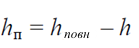 hп = hповн − h